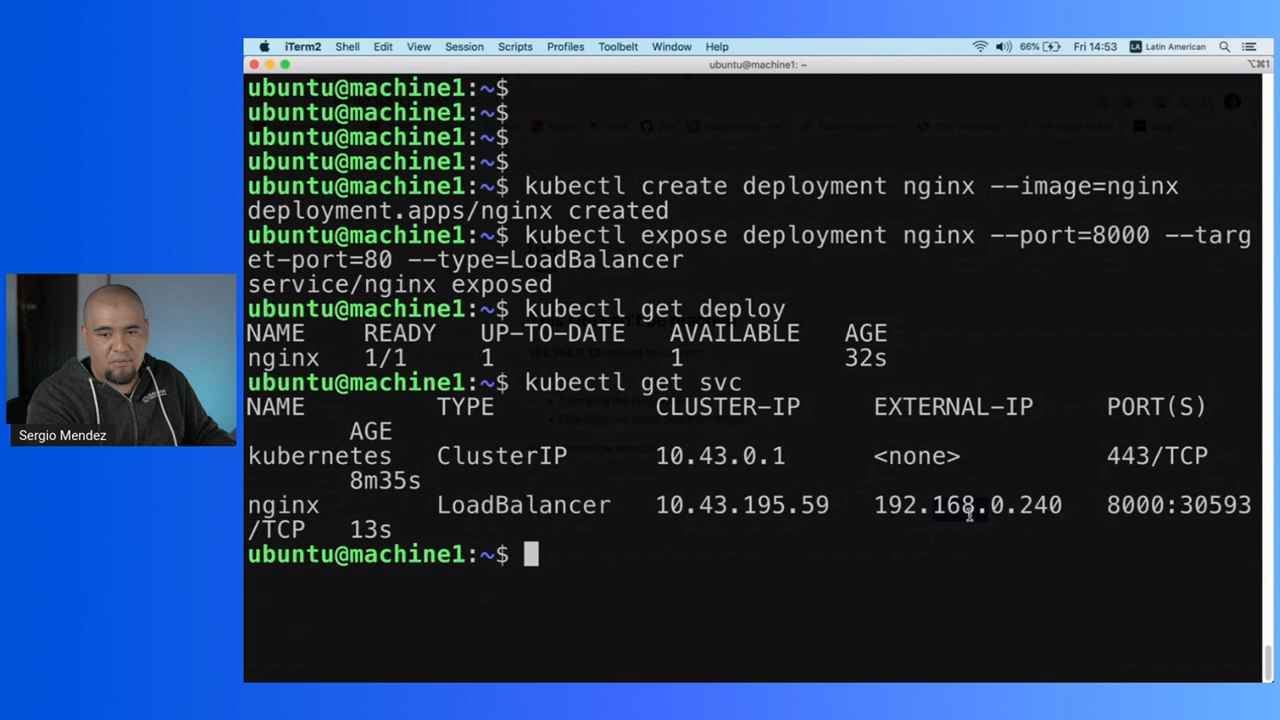 iTerm2 Shell Edit View Session Scripts Profiles Toolbelt Window Help 66% Fri 14:53 LA Latin American
ubuntu@machine1: ~ ⌥⌘1
ubuntu@machine1:~$
ubuntu@machine1:~$
ubuntu@machine1:~$
ubuntu@machine1:~$
ubuntu@machine1:~$ kubectl create deployment nginx --image=nginx
deployment.apps/nginx created
ubuntu@machine1:~$ kubectl expose deployment nginx --port=8000 --targ
et-port=80 --type=LoadBalancer
service/nginx exposed
ubuntu@machine1:~$ kubectl get deploy
NAME READY UP-TO-DATE AVAILABLE AGE
nginx 1/1 1 1 32s
ubuntu@machine1:~$ kubectl get svc
NAME TYPE CLUSTER-IP EXTERNAL-IP PORT(S)
AGE
kubernetes ClusterIP 10.43.0.1 <none> 443/TCP
8m35s
nginx LoadBalancer 10.43.195.59 192.168.0.240 8000:30593
/TCP 13s
ubuntu@machine1:~$
Sergio Mendez